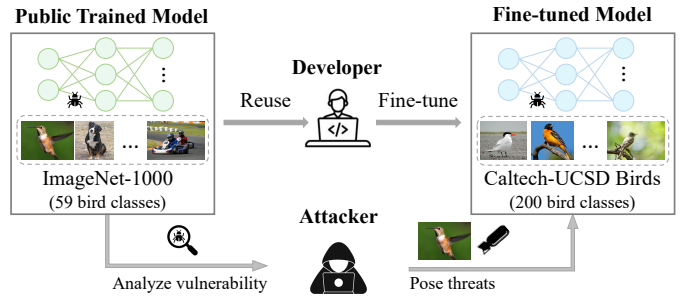 Public Trained Model
Fine-tuned Model
Developer
Reuse
Fine-tune
</>
...
...
...
...
ImageNet-1000
(59 bird classes)
Caltech-UCSD Birds
(200 bird classes)
Attacker
Analyze vulnerability
Pose threats